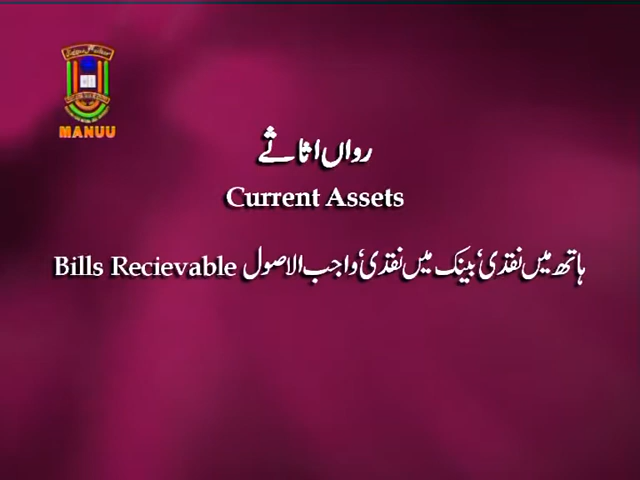 MANUU
رواں اثاثے
Current Assets
ہاتھ میں نقدی، بینک میں نقدی، واجب الاصول Bills Recievable